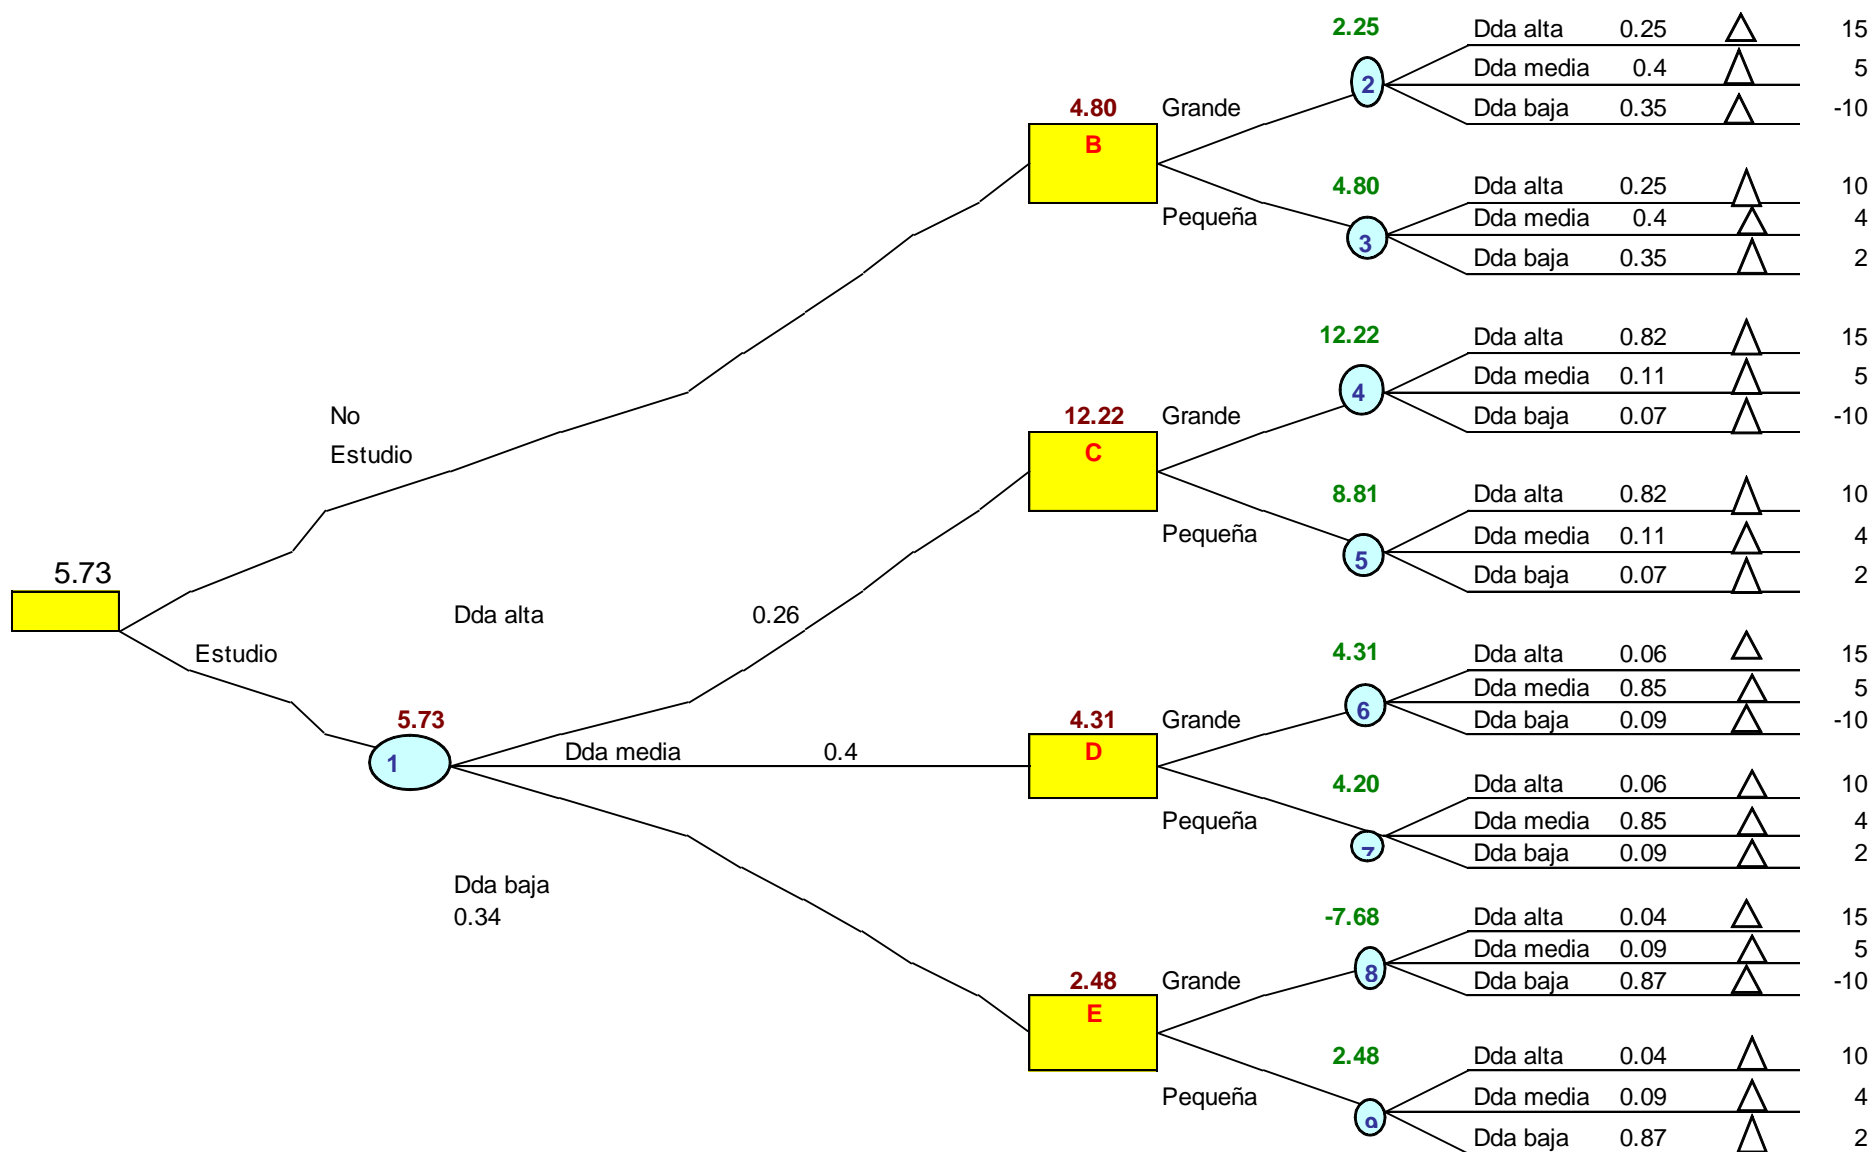 2.25
Dda alta 0.25 15
2
Dda media 0.4 5
4.80 Grande
Dda baja 0.35 -10
B
4.80
Dda alta 0.25 10
Pequeña
Dda media 0.4 4
3
Dda baja 0.35 2
12.22
Dda alta 0.82 15
4
Dda media 0.11 5
No
12.22 Grande
Dda baja 0.07 -10
Estudio
C
8.81
Dda alta 0.82 10
Pequeña
Dda media 0.11 4
5
Dda baja 0.07 2
5.73
Dda alta 0.26
Estudio
4.31
Dda alta 0.06 15
Dda media 0.85 5
6
5.73
4.31 Grande
Dda baja 0.09 -10
1
Dda media 0.4
D
4.20
Dda alta 0.06 10
Pequeña
Dda media 0.85 4
7
Dda baja 0.09 2
Dda baja
0.34
-7.68
Dda alta 0.04 15
Dda media 0.09 5
8
2.48 Grande
Dda baja 0.87 -10
E
2.48
Dda alta 0.04 10
Pequeña
Dda media 0.09 4
9
Dda baja 0.87 2